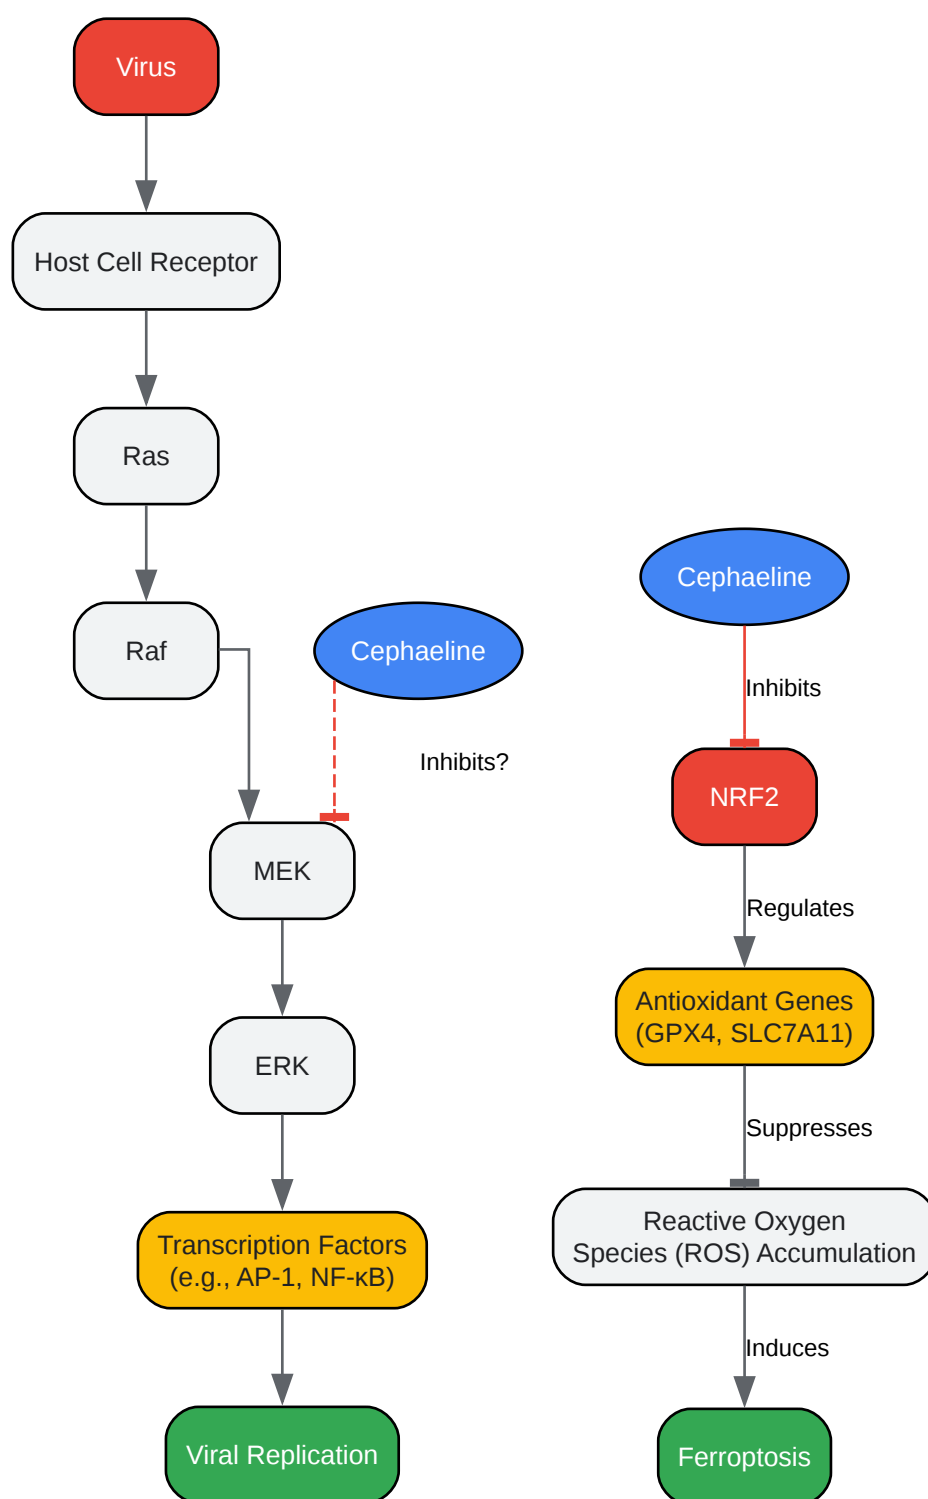 Virus
Host Cell Receptor
Ras
Raf
Cephaeline
Inhibits?
MEK
ERK
Transcription Factors
(e.g., AP-1, NF-κB)
Viral Replication
Cephaeline
Inhibits
NRF2
Regulates
Antioxidant Genes
(GPX4, SLC7A11)
Suppresses
Reactive Oxygen
Species (ROS) Accumulation
Induces
Ferroptosis